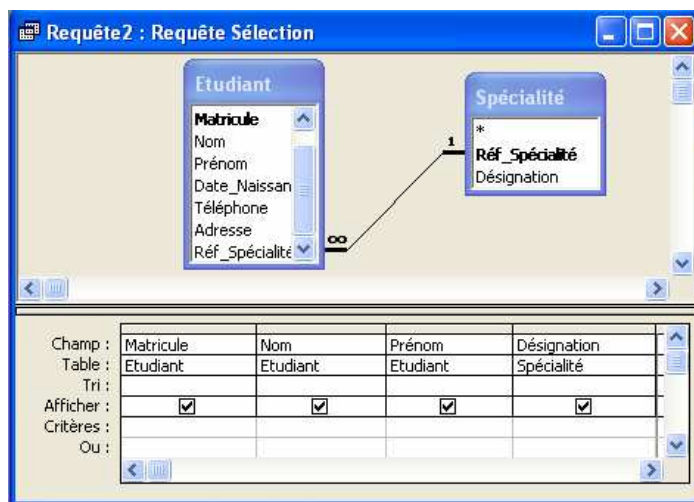 Requête2 : Requête Sélection
Etudiant
Matricule
Nom
Prénom
Date_Naissan
Téléphone
Adresse
Réf_Spécialité
∞
1
Spécialité
*
Réf_Spécialité
Désignation
Champ : Matricule Nom Prénom Désignation
Table : Etudiant Etudiant Etudiant Spécialité
Tri :
Afficher :
Critères :
Ou :